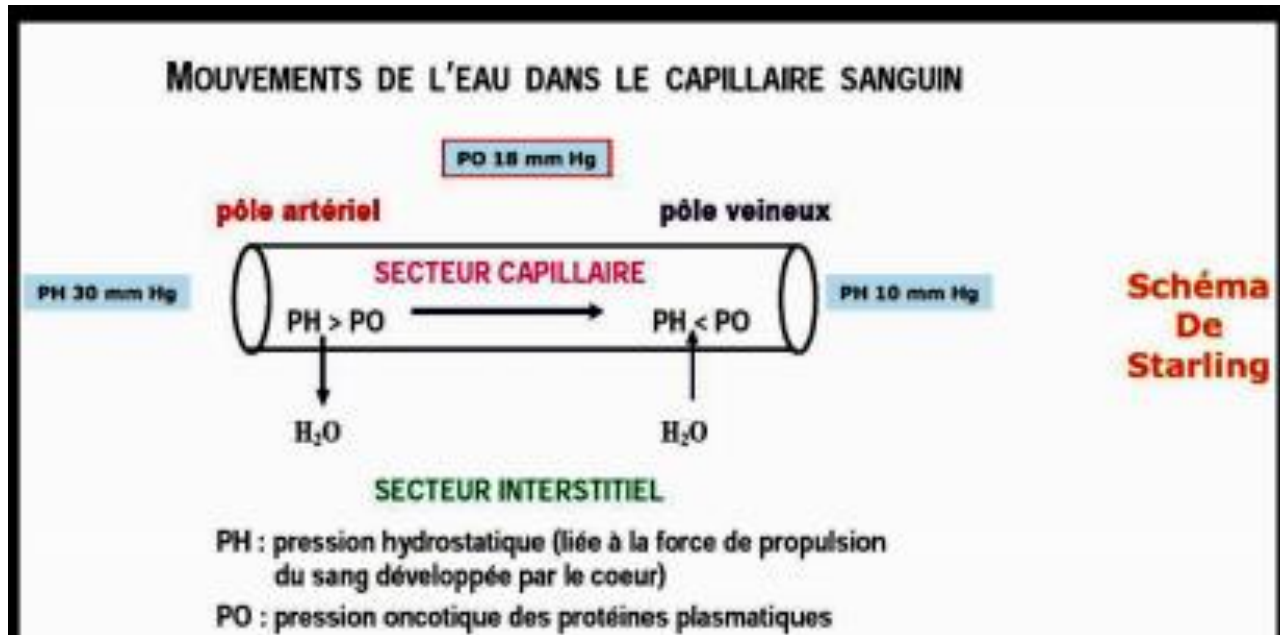 MOUVEMENTS DE L'EAU DANS LE CAPILLAIRE SANGUIN
PO 18 mm Hg
pôle artériel
pôle veineux
PH 30 mm Hg
SECTEUR CAPILLAIRE
PH > PO
PH < PO
PH 10 mm Hg
Schéma
De
Starling
H₂O
H₂O
SECTEUR INTERSTITIEL
PH : pression hydrostatique (liée à la force de propulsion
du sang développée par le coeur)
PO : pression oncotique des protéines plasmatiques